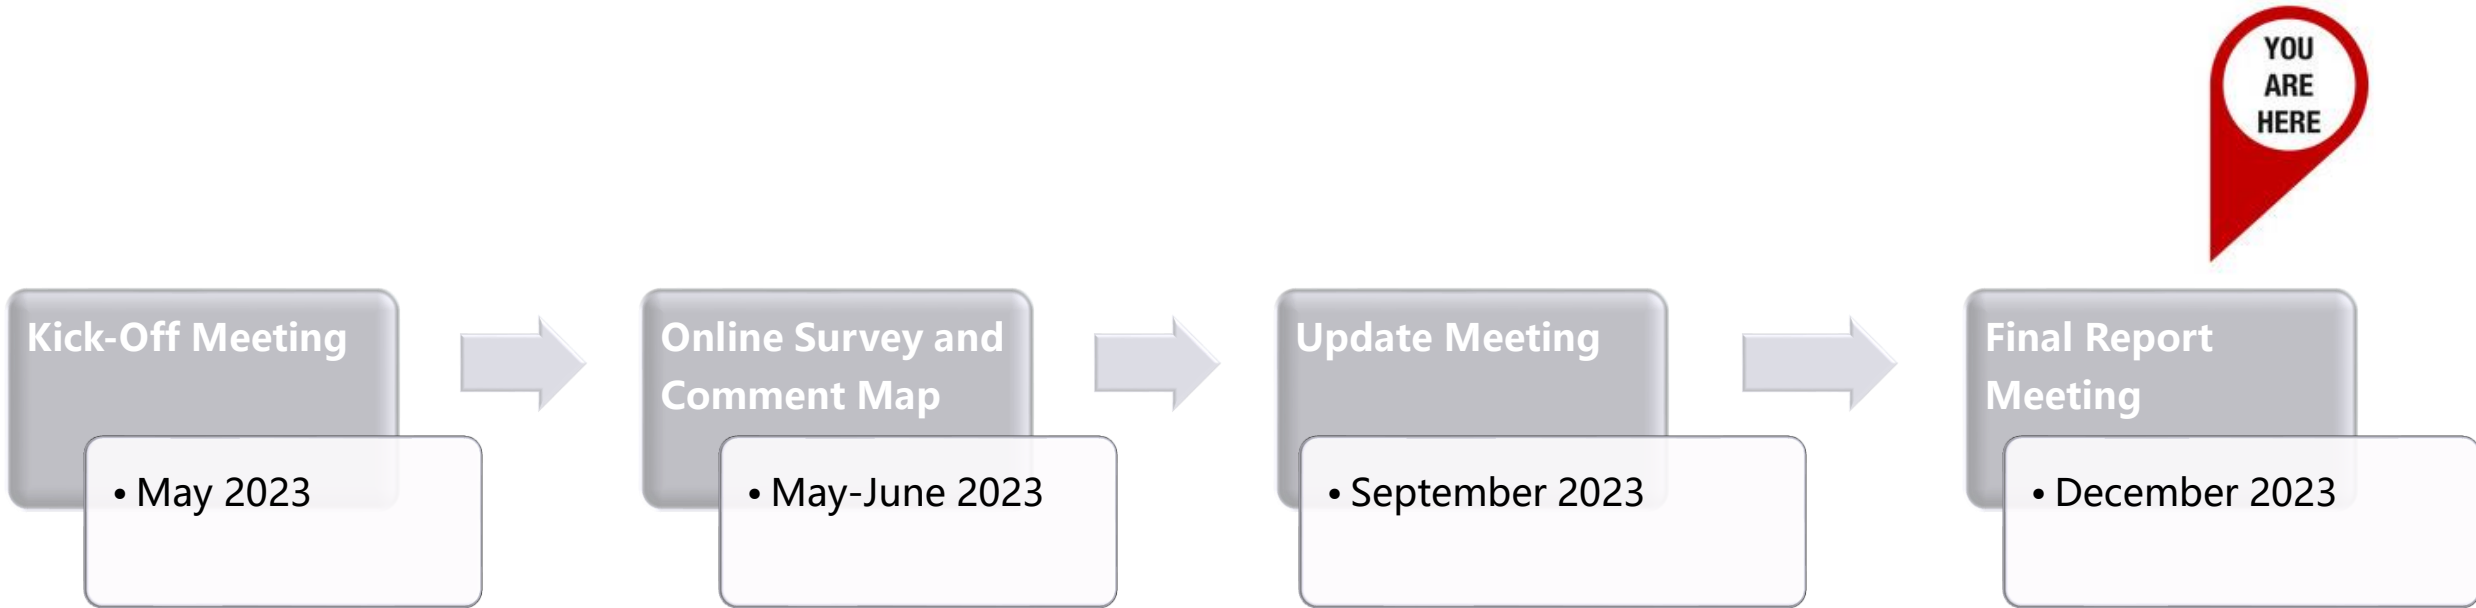 YOU
ARE
HERE
Kick-Off Meeting
• May 2023
Online Survey and
Comment Map
• May-June 2023
Update Meeting
• September 2023
Final Report
Meeting
• December 2023